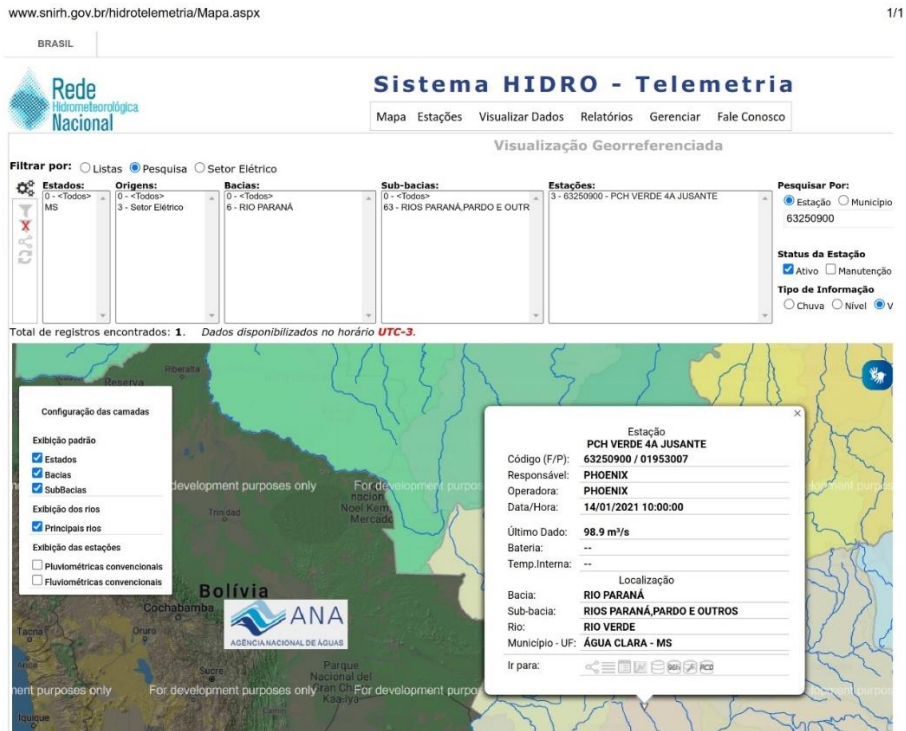 www.snirh.gov.br/hidrotelemetria/Mapa.aspx 1/1
BRASIL
Rede
Hidrometeorológica
Nacional
Sistema HIDRO - Telemetria
Mapa Estações Visualizar Dados Relatórios Gerenciar Fale Conosco
Visualização Georreferenciada
Filtrar por: Listas Pesquisa Setor Elétrico
Estados: Origens: Bacias: Sub-bacias: Estações: Pesquisar Por:
0 - <Todos> 0 - <Todos> 0 - <Todos> 0 - <Todos> 3 - 63250900 - PCH VERDE 4A JUSANTE Estação Município
MS 3 - Setor Elétrico 6 - RIO PARANÁ 63 - RIOS PARANÁ,PARDO E OUTR
63250900
Status da Estação
Ativo Manutenção
Tipo de Informação
Chuva Nível V
Total de registros encontrados: 1. Dados disponibilizados no horário UTC-3.
Riberalta
Reserva
Configuração das camadas
Exibição padrão
Estados
Bacias
SubBacias
Exibição dos rios
Principais rios
Exibição das estações
Pluviométricas convencionais
Fluviométricas convencionais
development purposes only
For development purpos
nacion
Noel Kem
Mercado
Trinidad
Estação
PCH VERDE 4A JUSANTE
Código (F/P): 63250900 / 01953007
Responsável: PHOENIX
Operadora: PHOENIX
Data/Hora: 14/01/2021 10:00:00
Último Dado: 98.9 m³/s
Bateria: --
Temp.Interna: --
Localização
Bacia: RIO PARANÁ
Sub-bacia: RIOS PARANÁ,PARDO E OUTROS
Rio: RIO VERDE
Município - UF: ÁGUA CLARA - MS
Ir para:
Bolívia
Cochabamba
ANA
AGÊNCIA NACIONAL DE ÁGUAS
Tacna
Oruro
Arica
Sucre
Parque
Nacional del
Gran Ch
Kaa-Iya
ment purposes only For development purposes only For development purpo
Iquique